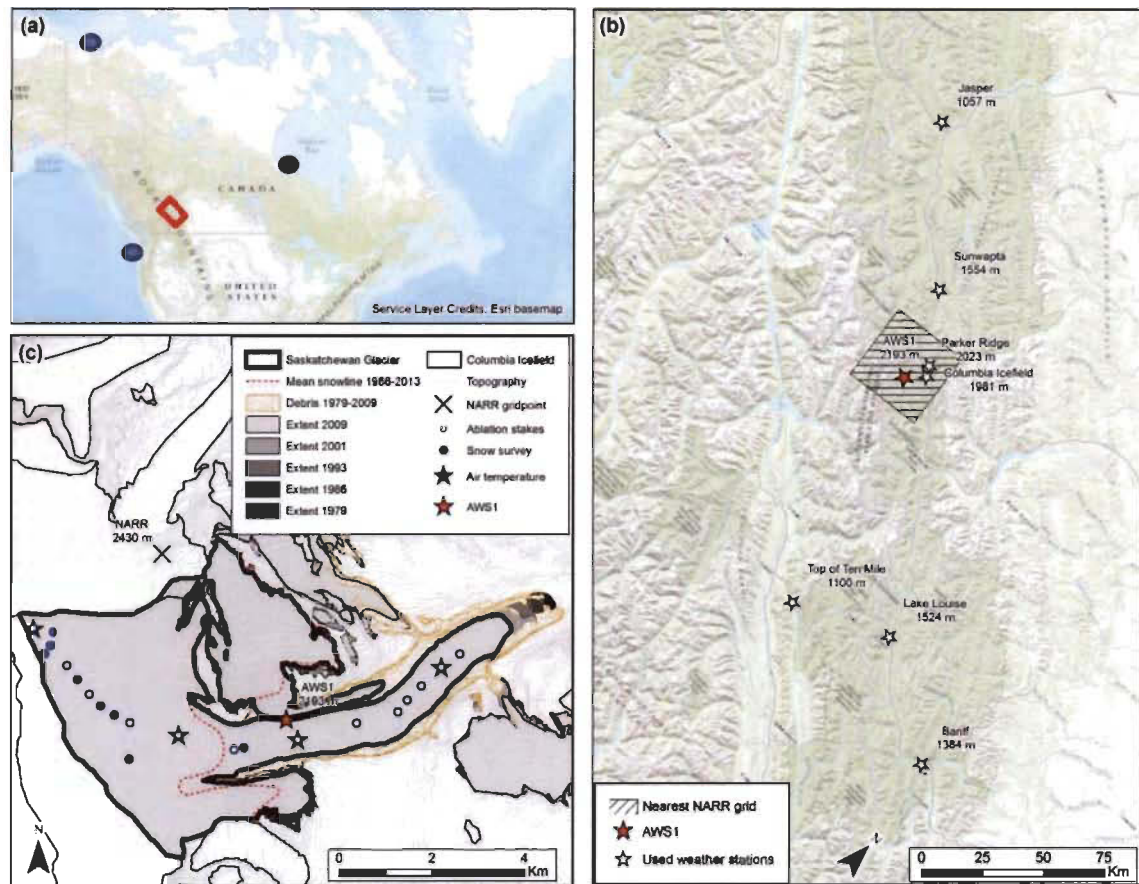 (a)
CANADA
UNITED
STATES
Service Layer Credits. Esri basemap
(b)
Jasper
1057 m
Sunwapta
1554 m
AWS1
2193 m
Parker Ridge
2023 m
Columbia Icefield
1981 m
Top of Ten Mile
1100 m
Lake Louise
1524 m
Banff
1384 m
Nearest NARR grid
AWS1
Used weather stations
0 25 50 75
Km
(c)
Saskatchewan Glacier
Mean snowline 1986-2013
Debris 1979-2009
Extent 2009
Extent 2001
Extent 1993
Extent 1986
Extent 1979
Columbia Icefield
Topography
NARR gridpoint
Ablation stakes
Snow survey
Air temperature
AWS1
NARR
2430 m
AWS1
2193 m
N
0 2 4
Km